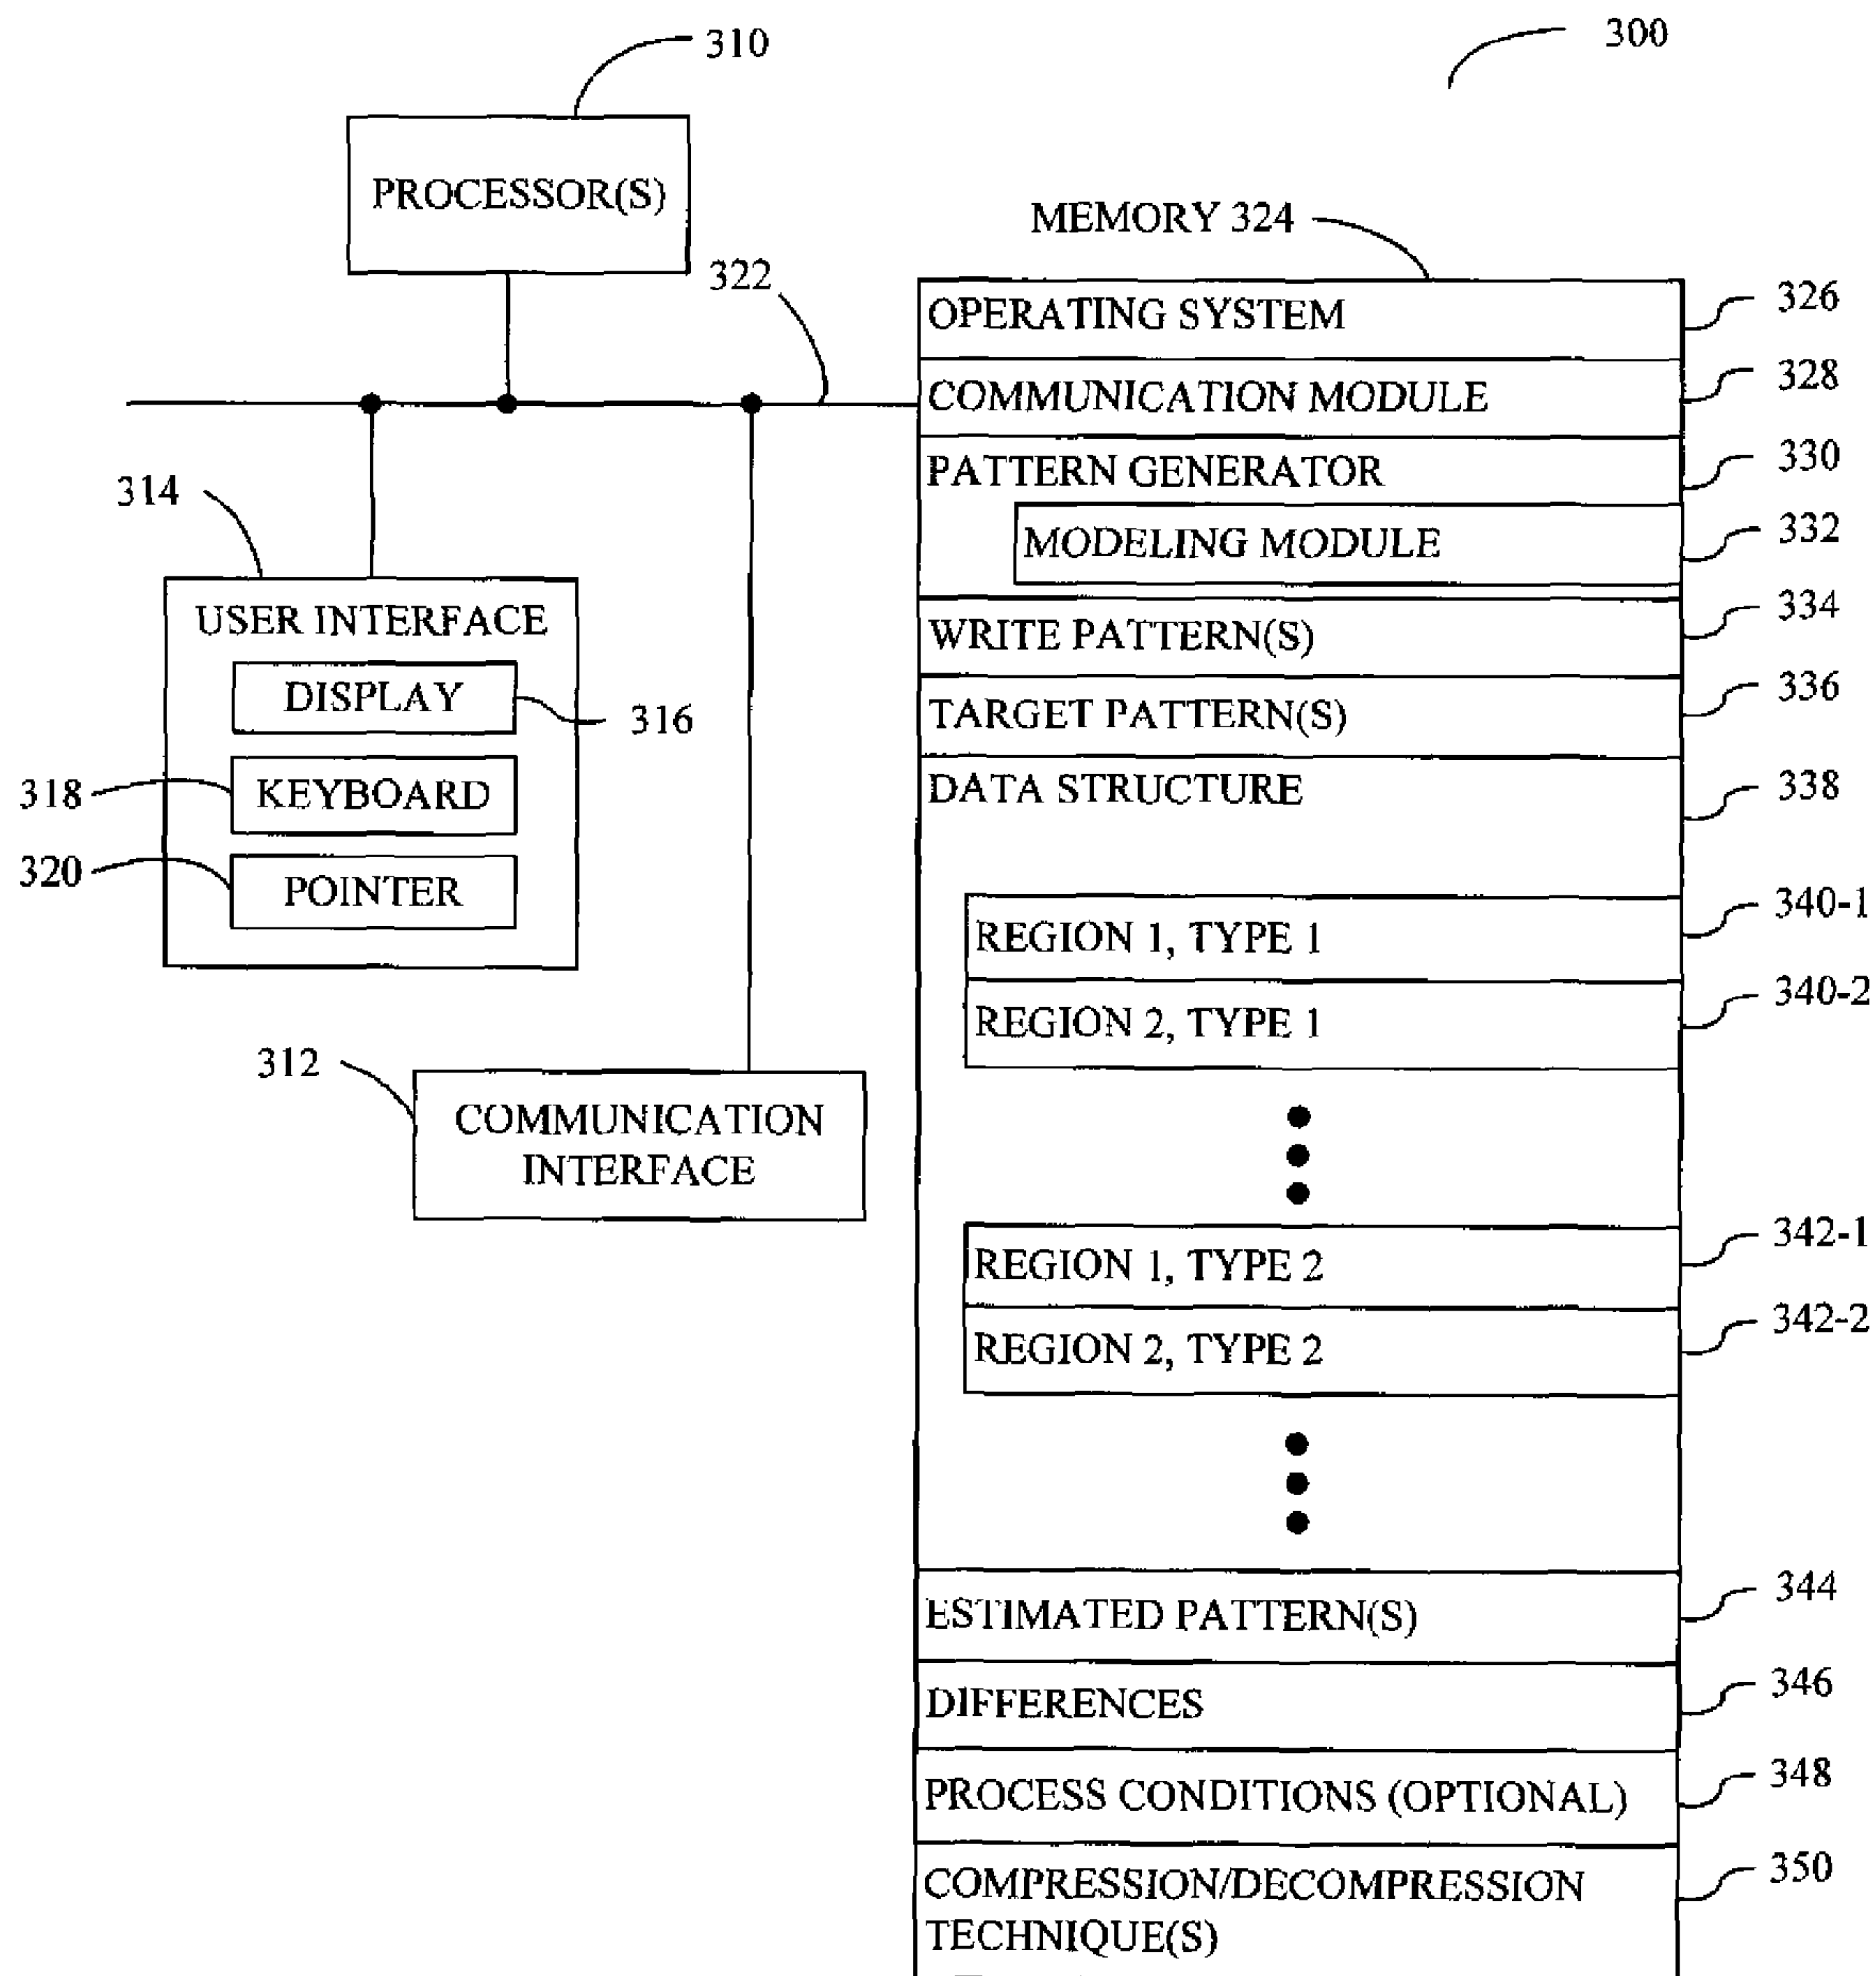 310
300
PROCESSOR(S)
MEMORY 324
322
OPERATING SYSTEM
326
COMMUNICATION MODULE
328
PATTERN GENERATOR
330
MODELING MODULE
332
WRITE PATTERN(S)
334
TARGET PATTERN(S)
336
DATA STRUCTURE
338
REGION 1, TYPE 1
340-1
REGION 2, TYPE 1
340-2
REGION 1, TYPE 2
342-1
REGION 2, TYPE 2
342-2
ESTIMATED PATTERN(S)
344
DIFFERENCES
346
PROCESS CONDITIONS (OPTIONAL)
348
COMPRESSION/DECOMPRESSION
TECHNIQUE(S)
350
314
USER INTERFACE
DISPLAY
316
318
KEYBOARD
320
POINTER
312
COMMUNICATION
INTERFACE